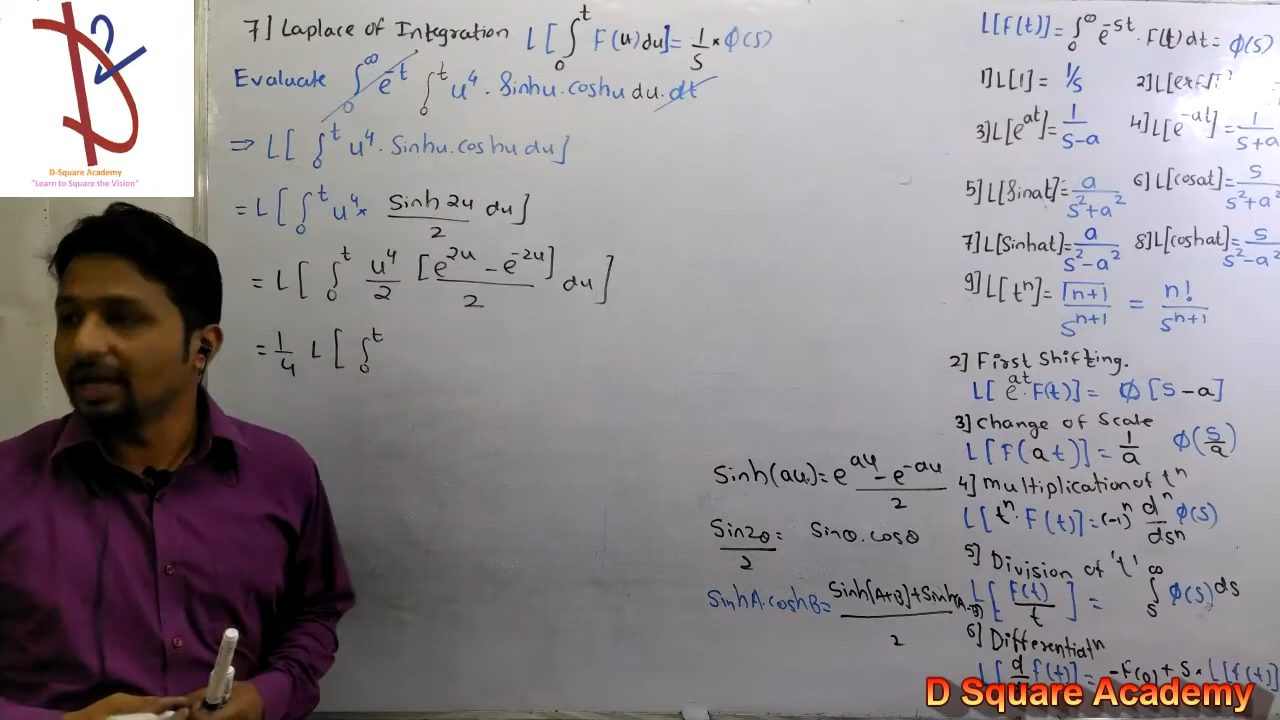 D-Square Academy
"Learn to Square the Vision"
7] Laplace of Integration L[∫₀ᵗ F(u)du] = 1/s × φ(s)
Evaluate ∫₀^∞ e^-t ∫₀ᵗ u⁴ . Sinhu.coshu du.dt
⇒ L[∫₀ᵗ u⁴. Sinhu.coshu du]
= L[∫₀ᵗ u⁴ × Sinh2u/2 du]
= L[∫₀ᵗ u⁴/2 [e^2u - e^-2u]/2 du]
= 1/4 L[∫₀ᵗ
Sinh(au) = e^au - e^-au/2
Sin2θ/2 = Sinθ.cosθ
SinhA.coshB = Sinh(A+B)+Sinh(A-B)/2
L[F(t)] = ∫₀^∞ e^-st . F(t)dt = φ(s)
1] L[1] = 1/s
3] L[e^at] = 1/s-a 4] L[e^-at] = 1/s+a
5] L[Sinat] = a/s²+a² 6] L[cosat] = s/s²+a²
7] L[Sinhat] = a/s²-a² 8] L[coshat] = s/s²-a²
9] L[tⁿ] = Γn+1/s^n+1 = n!/s^n+1
2] First Shifting.
L[e^at.F(t)] = φ[s-a]
3] Change of Scale
L[F(at)] = 1/a φ(s/a)
4] multiplication of tⁿ
L[tⁿ.F(t)] = (-1)ⁿ dⁿ/dsⁿ φ(s)
5] Division of 't'
L[F(t)/t] = ∫ₛ^∞ φ(s)ds
6] Differentiatn
= -F(0) + s × L[f(t)]
D Square Academy